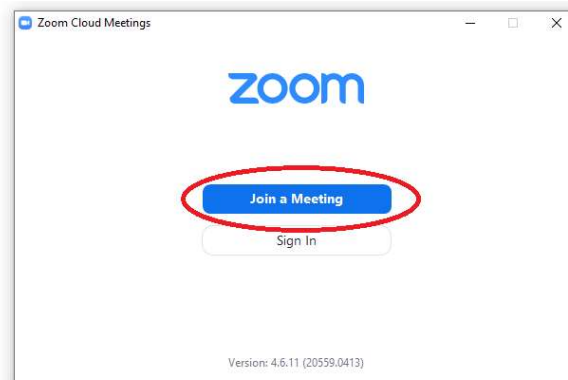 Zoom Cloud Meetings
zoom
Join a Meeting
Sign In
Version: 4.6.11 (20559.0413)